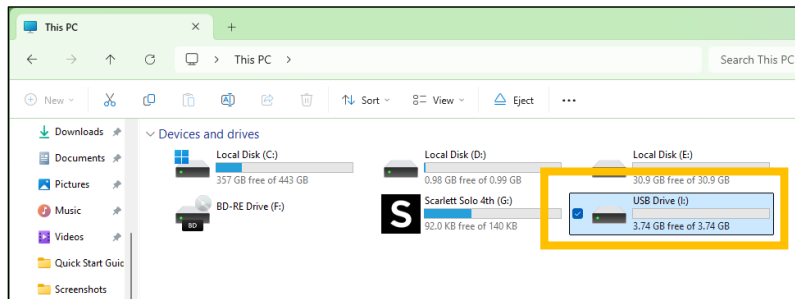 This PC
This PC
Search This PC
New
Sort
View
Eject
Downloads
Documents
Pictures
Music
Videos
Quick Start Guid
Screenshots
Devices and drives
Local Disk (C:)
357 GB free of 443 GB
Local Disk (D:)
0.98 GB free of 0.99 GB
Local Disk (E:)
30.9 GB free of 30.9 GB
BD-RE Drive (F:)
BD
S
Scarlett Solo 4th (G:)
92.0 KB free of 140 KB
USB Drive (I:)
3.74 GB free of 3.74 GB